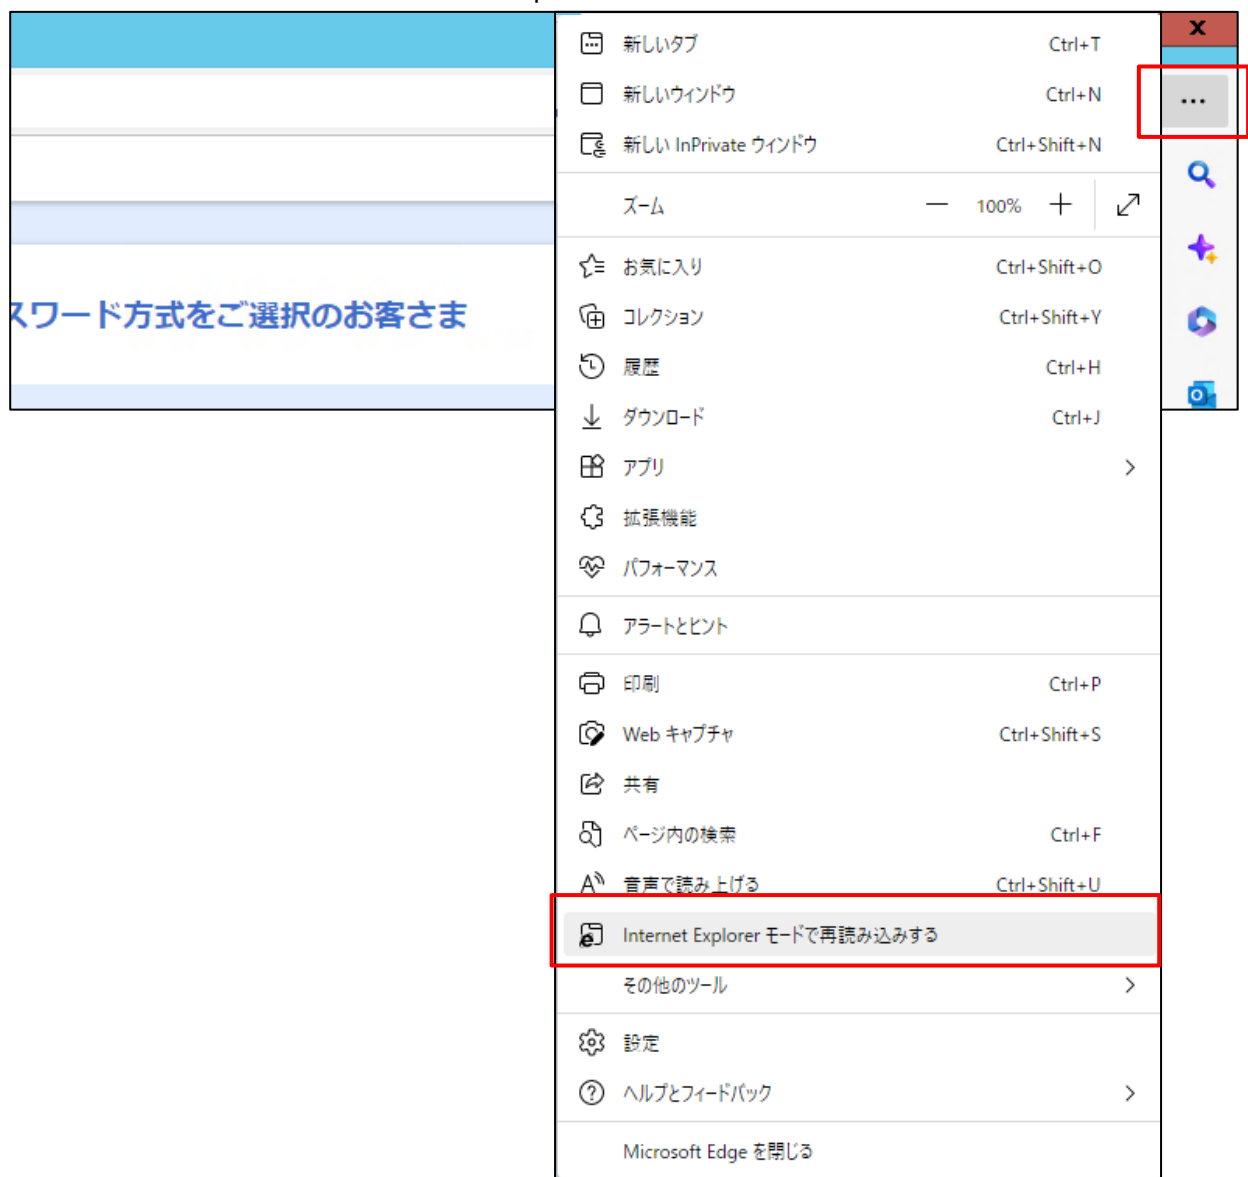 新しいタブ Ctrl+T
新しいウィンドウ Ctrl+N
新しい InPrivate ウィンドウ Ctrl+Shift+N
ズーム 100%
お気に入り Ctrl+Shift+O
コレクション Ctrl+Shift+Y
履歴 Ctrl+H
ダウンロード Ctrl+J
アプリ
拡張機能
パフォーマンス
アラートとヒント
印刷 Ctrl+P
Web キャプチャ Ctrl+Shift+S
共有
ページ内の検索 Ctrl+F
音声で読み上げる Ctrl+Shift+U
Internet Explorer モードで再読み込みする
その他のツール
設定
ヘルプとフィードバック
Microsoft Edge を閉じる
スワード方式をご選択のお客さま